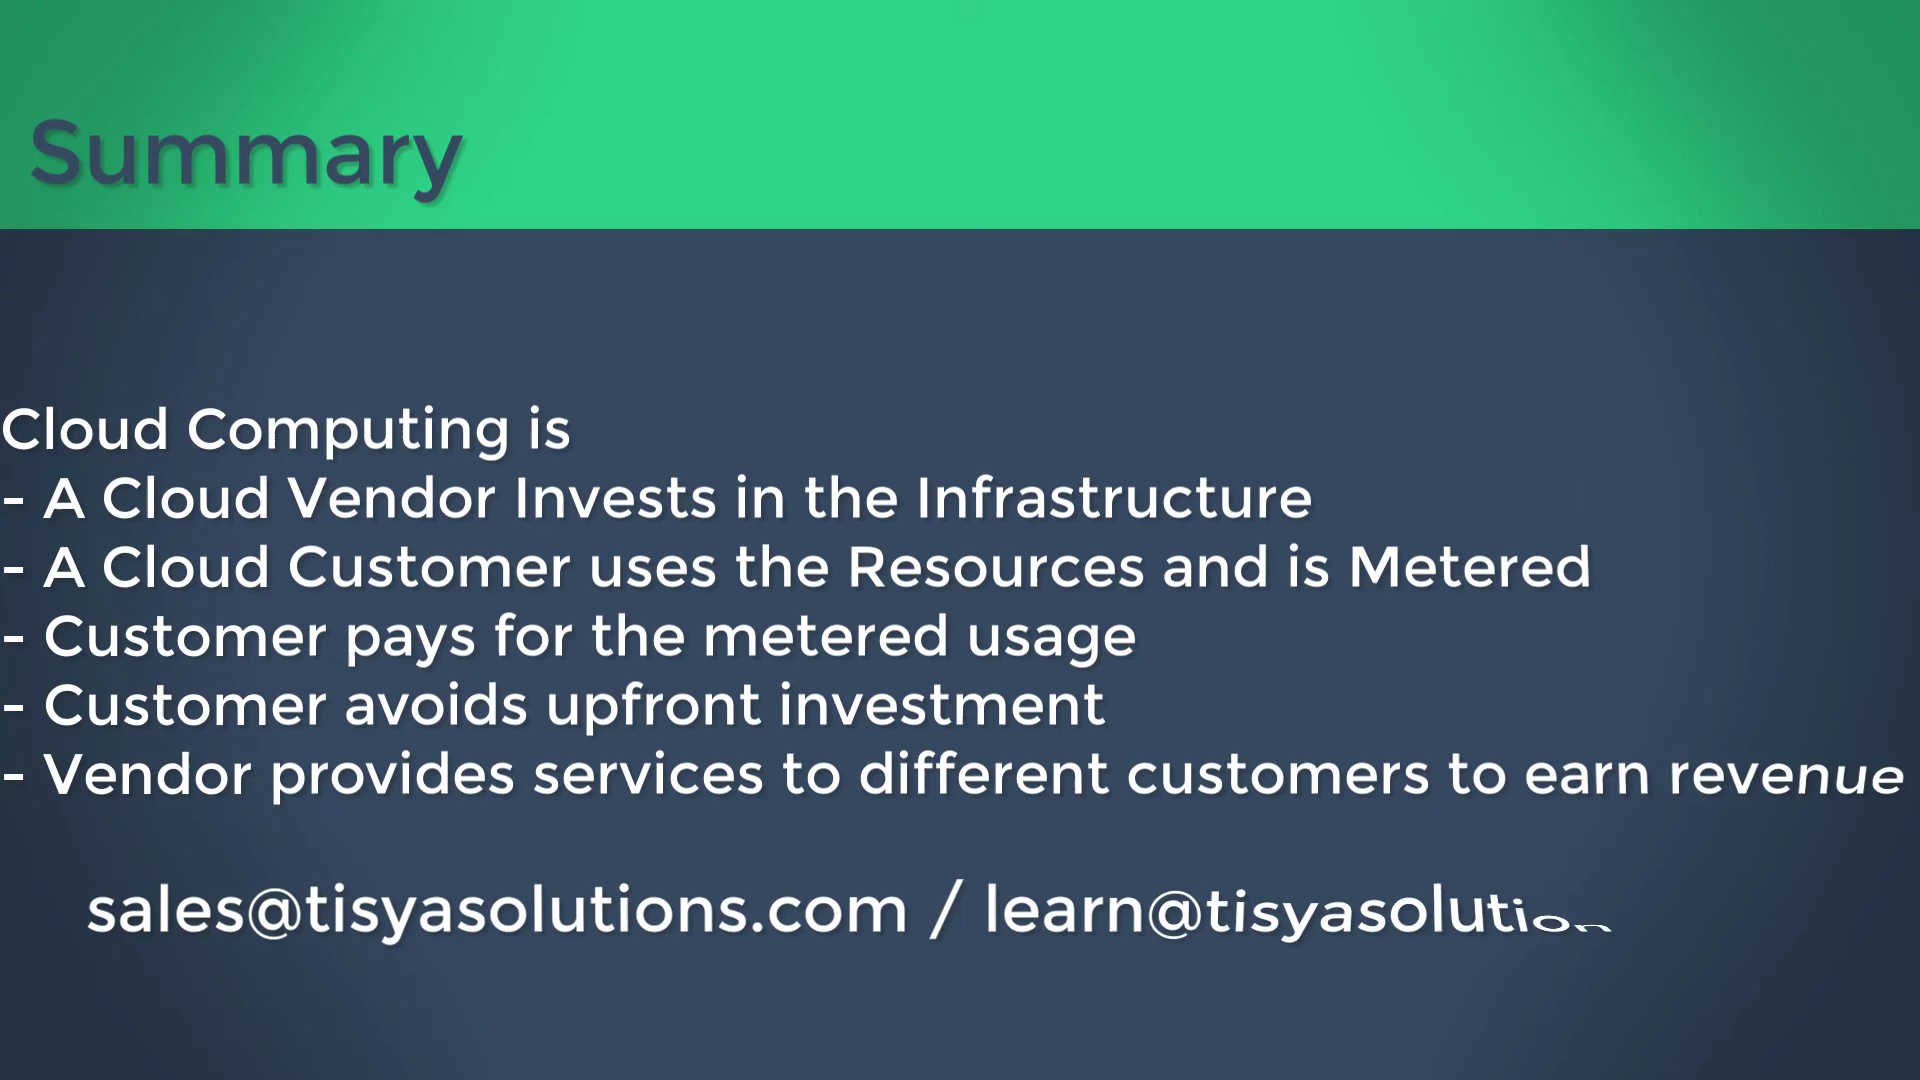 Summary
Cloud Computing is
- A Cloud Vendor Invests in the Infrastructure
- A Cloud Customer uses the Resources and is Metered
- Customer pays for the metered usage
- Customer avoids upfront investment
- Vendor provides services to different customers to earn revenue
sales@tisyasolutions.com / learn@tisyasolution